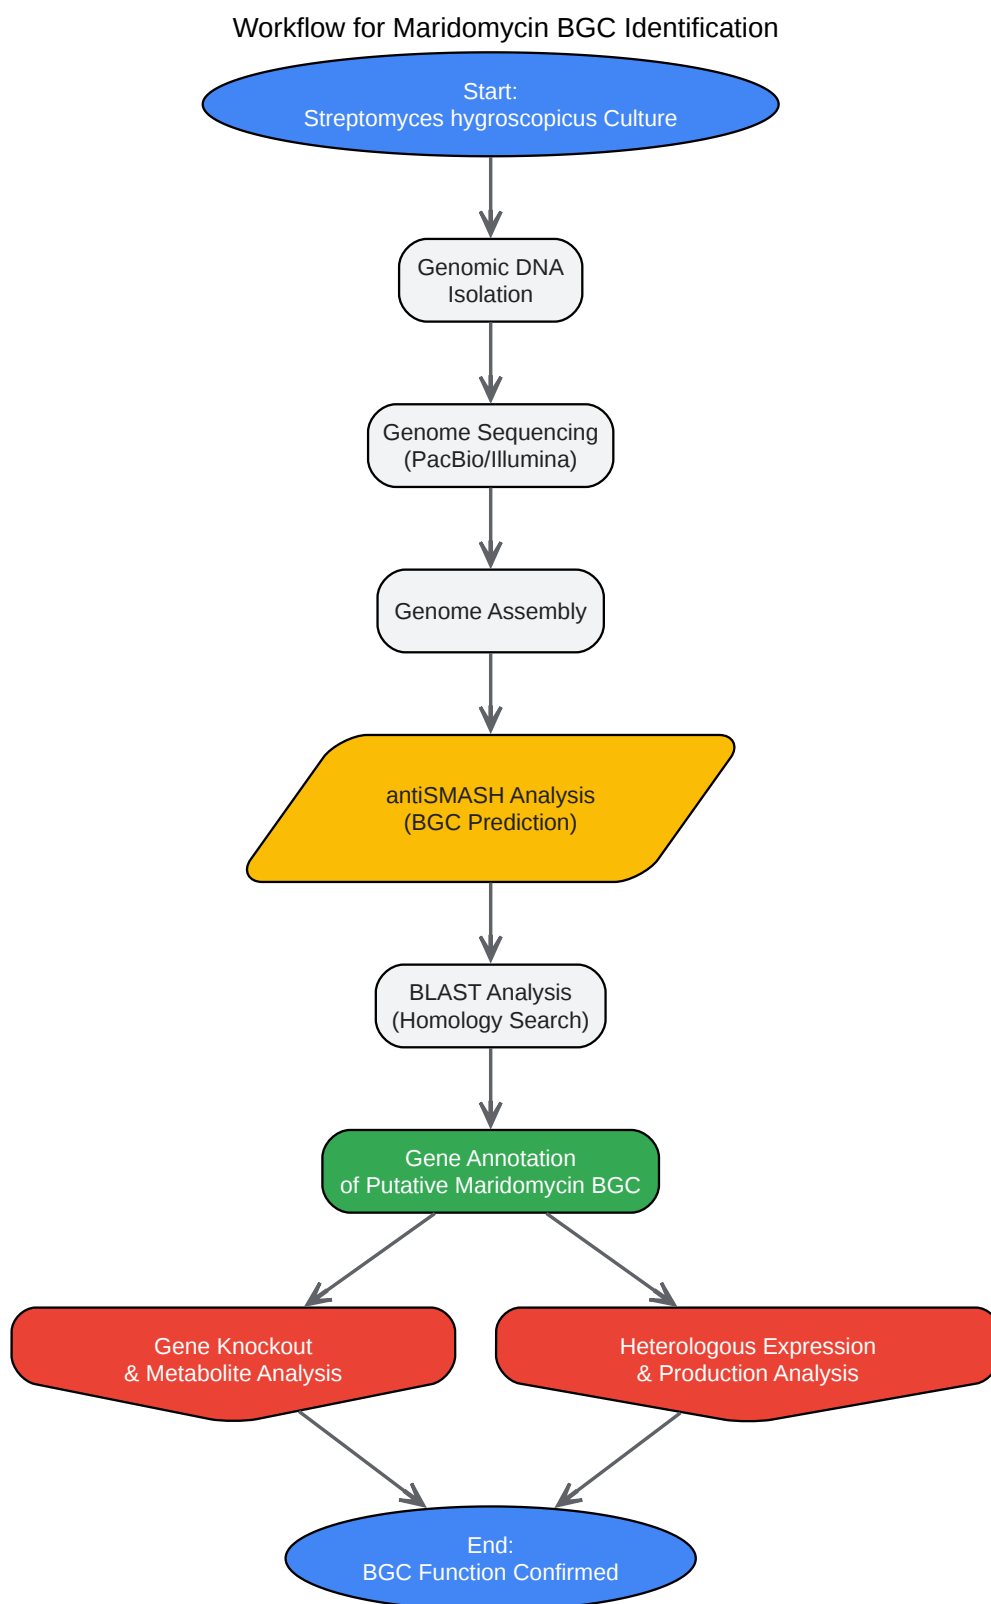 Workflow for Maridomycin BGC Identification
Start:
Streptomyces hygroscopicus Culture
Genomic DNA
Isolation
Genome Sequencing
(PacBio/Illumina)
Genome Assembly
antiSMASH Analysis
(BGC Prediction)
BLAST Analysis
(Homology Search)
Gene Annotation
of Putative Maridomycin BGC
Gene Knockout
& Metabolite Analysis
Heterologous Expression
& Production Analysis
End:
BGC Function Confirmed